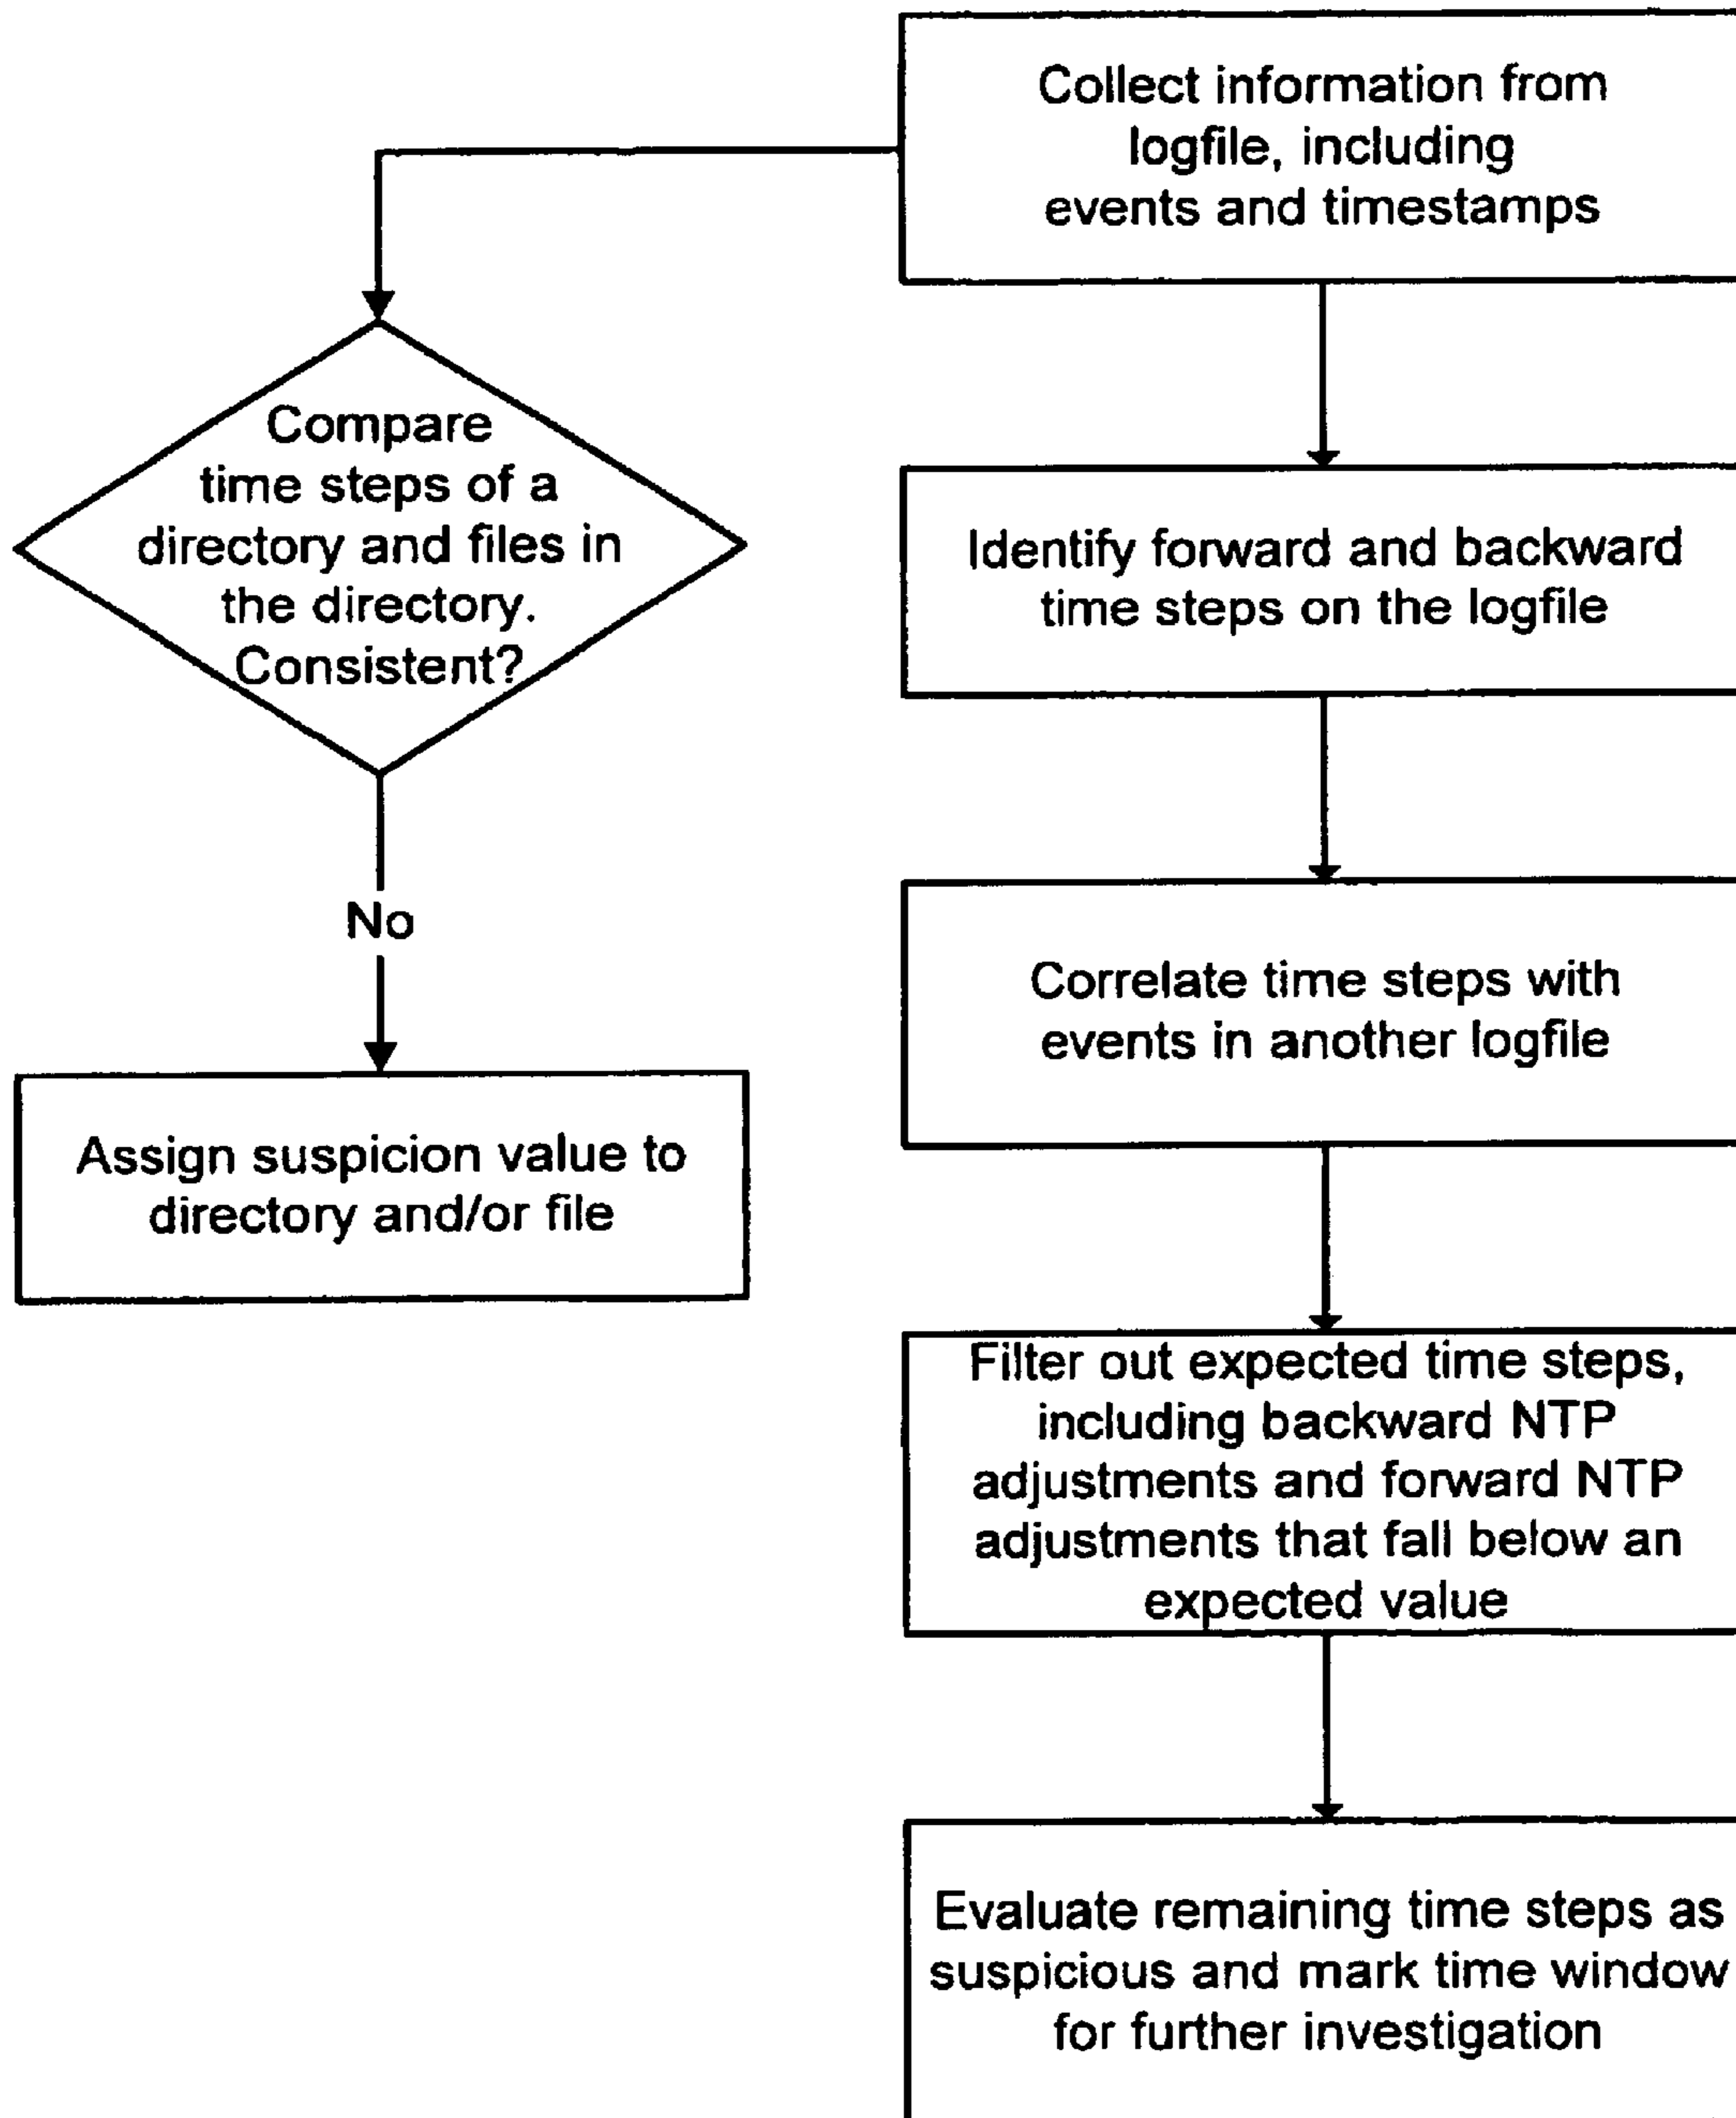 Collect information from
logfile, including
events and timestamps
Compare
time steps of a
directory and files in
the directory.
Consistent?
Identify forward and backward
time steps on the logfile
No
Correlate time steps with
events in another logfile
Assign suspicion value to
directory and/or file
Filter out expected time steps,
including backward NTP
adjustments and forward NTP
adjustments that fall below an
expected value
Evaluate remaining time steps as
suspicious and mark time window
for further investigation